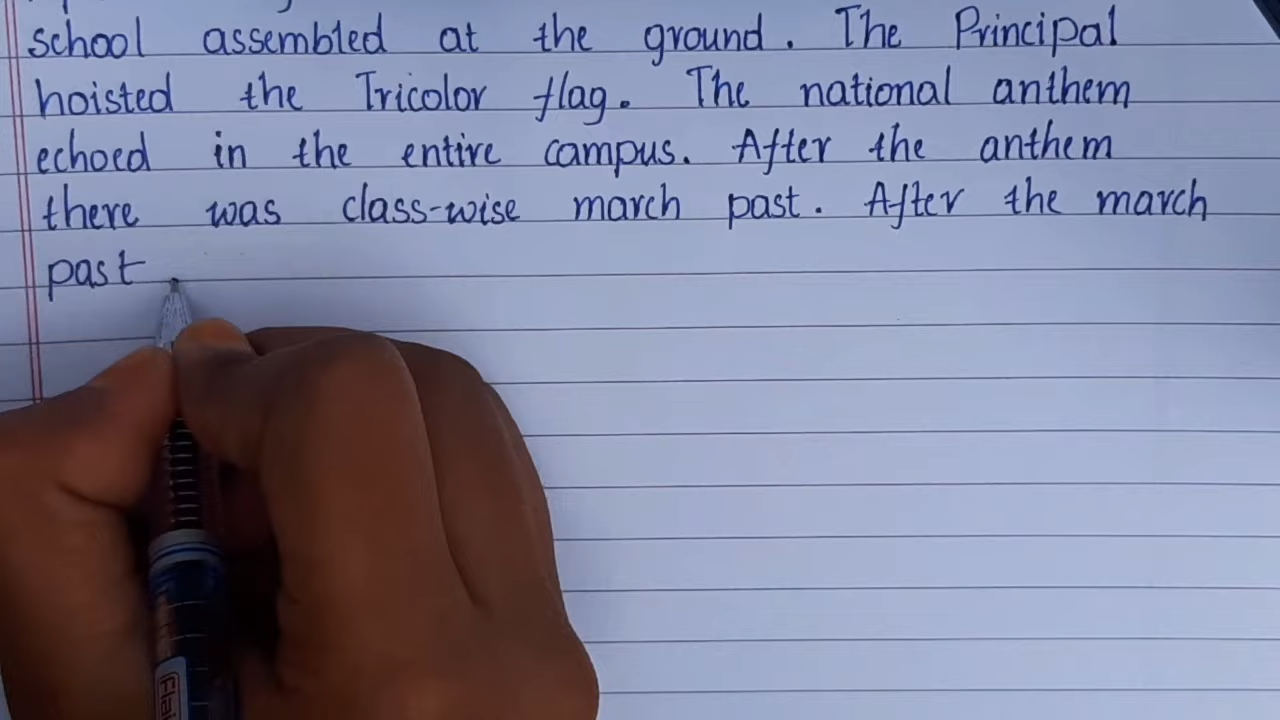 school assembled at the ground. The Principal
hoisted the Tricolor flag. The national anthem
echoed in the entire campus. After the anthem
there was class-wise march past. After the march
past
Flai